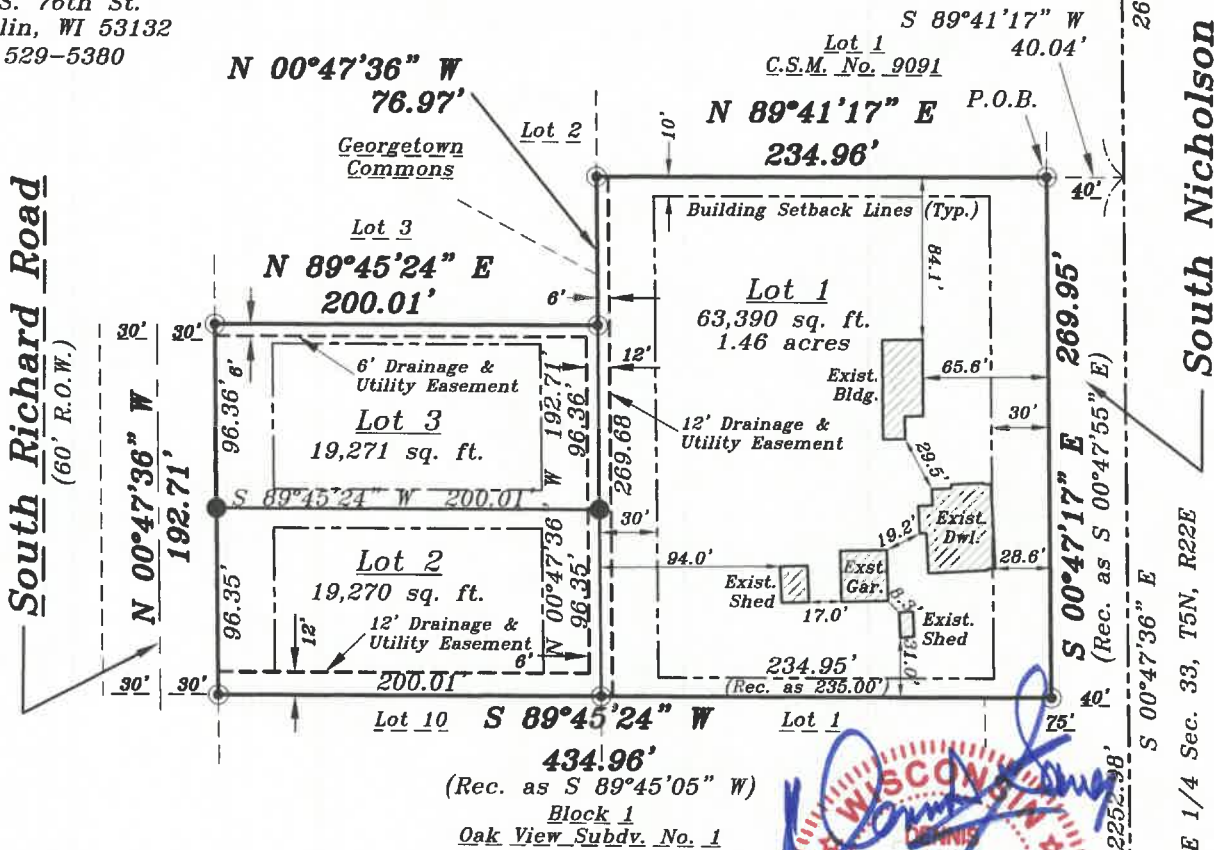 S. 76th St.
lin, WI 53132
529-5380
S 89°41'17" W
40.04'
26
Lot 1
C.S.M. No. 9091
N 00°47'36" W
76.97'
Lot 2
Georgetown
Commons
N 89°41'17" E
234.96'
P.O.B.
10'
40'
South Nicholson
South Richard Road
(60' R.O.W.)
Lot 3
N 89°45'24" E
200.01'
6'
Building Setback Lines (Typ.)
84.1'
Lot 1
63,390 sq. ft.
1.46 acres
30'
30'
6'
6' Drainage &
Utility Easement
12'
Exist.
Bldg.
65.6'
30'
S 00°47'17" E 269.95'
(Rec. as S 00°47'55" E)
N 00°47'36" W
192.71'
96.36'
Lot 3
19,271 sq. ft.
N 00°47'36" W 192.71'
96.36'
269.68
12' Drainage &
Utility Easement
29.5'
S 89°45'24" W 200.01'
30'
94.0'
19.2'
Exist.
Dwl.
28.6'
Lot 2
19,270 sq. ft.
96.35'
96.35'
12'
12' Drainage &
Utility Easement
6'
Exist.
Shed
17.0'
Exst.
Gar.
8.3'
Exist.
Shed
31.0'
234.95'
(Rec. as 235.00')
30'
30'
200.01'
40'
75'
Lot 10
S 89°45'24" W
434.96'
(Rec. as S 89°45'05" W)
Lot 1
Block 1
Oak View Subdv. No. 1
2252.98'
S 00°47'36" E
E 1/4 Sec. 33, T5N, R22E
WISCONSIN
DENNIS